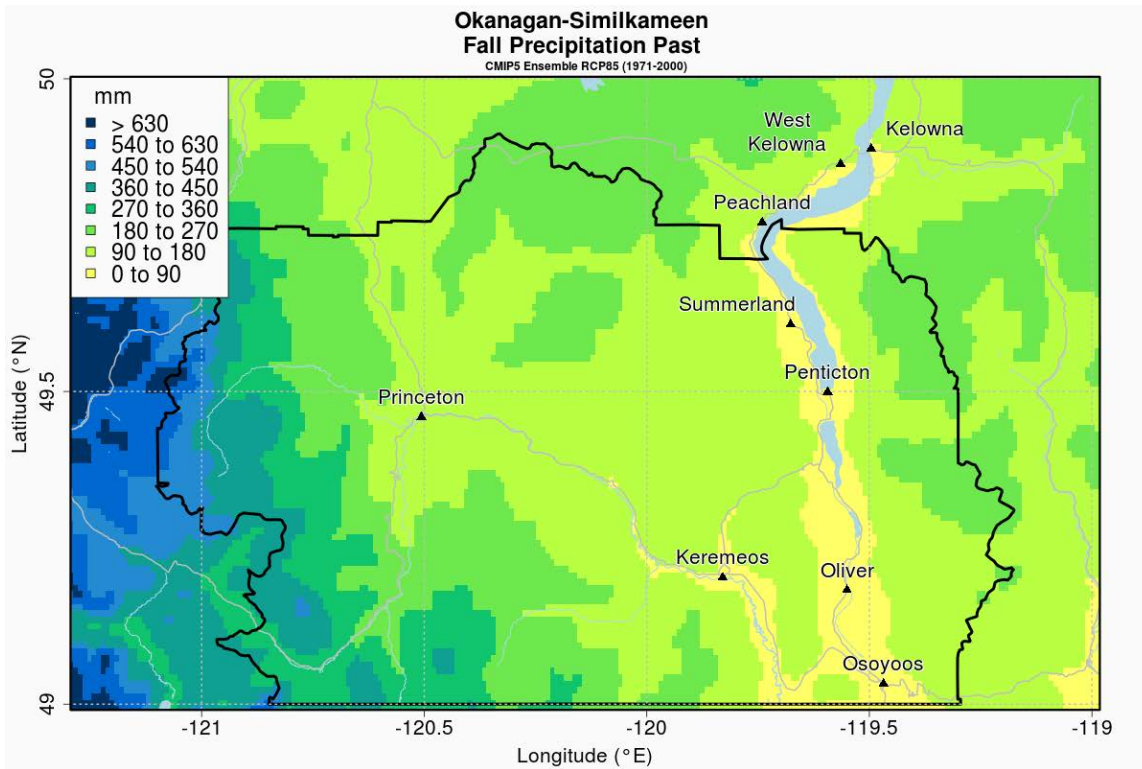 Okanagan-Similkameen
Fall Precipitation Past
CMIP5 Ensemble RCP85 (1971-2000)
mm
> 630
540 to 630
450 to 540
360 to 450
270 to 360
180 to 270
90 to 180
0 to 90
West
Kelowna
Kelowna
Peachland
Summerland
Penticton
Princeton
Keremeos
Oliver
Osoyoos
50
49.5
49
Latitude (°N)
-121
-120.5
-120
-119.5
-119
Longitude (°E)